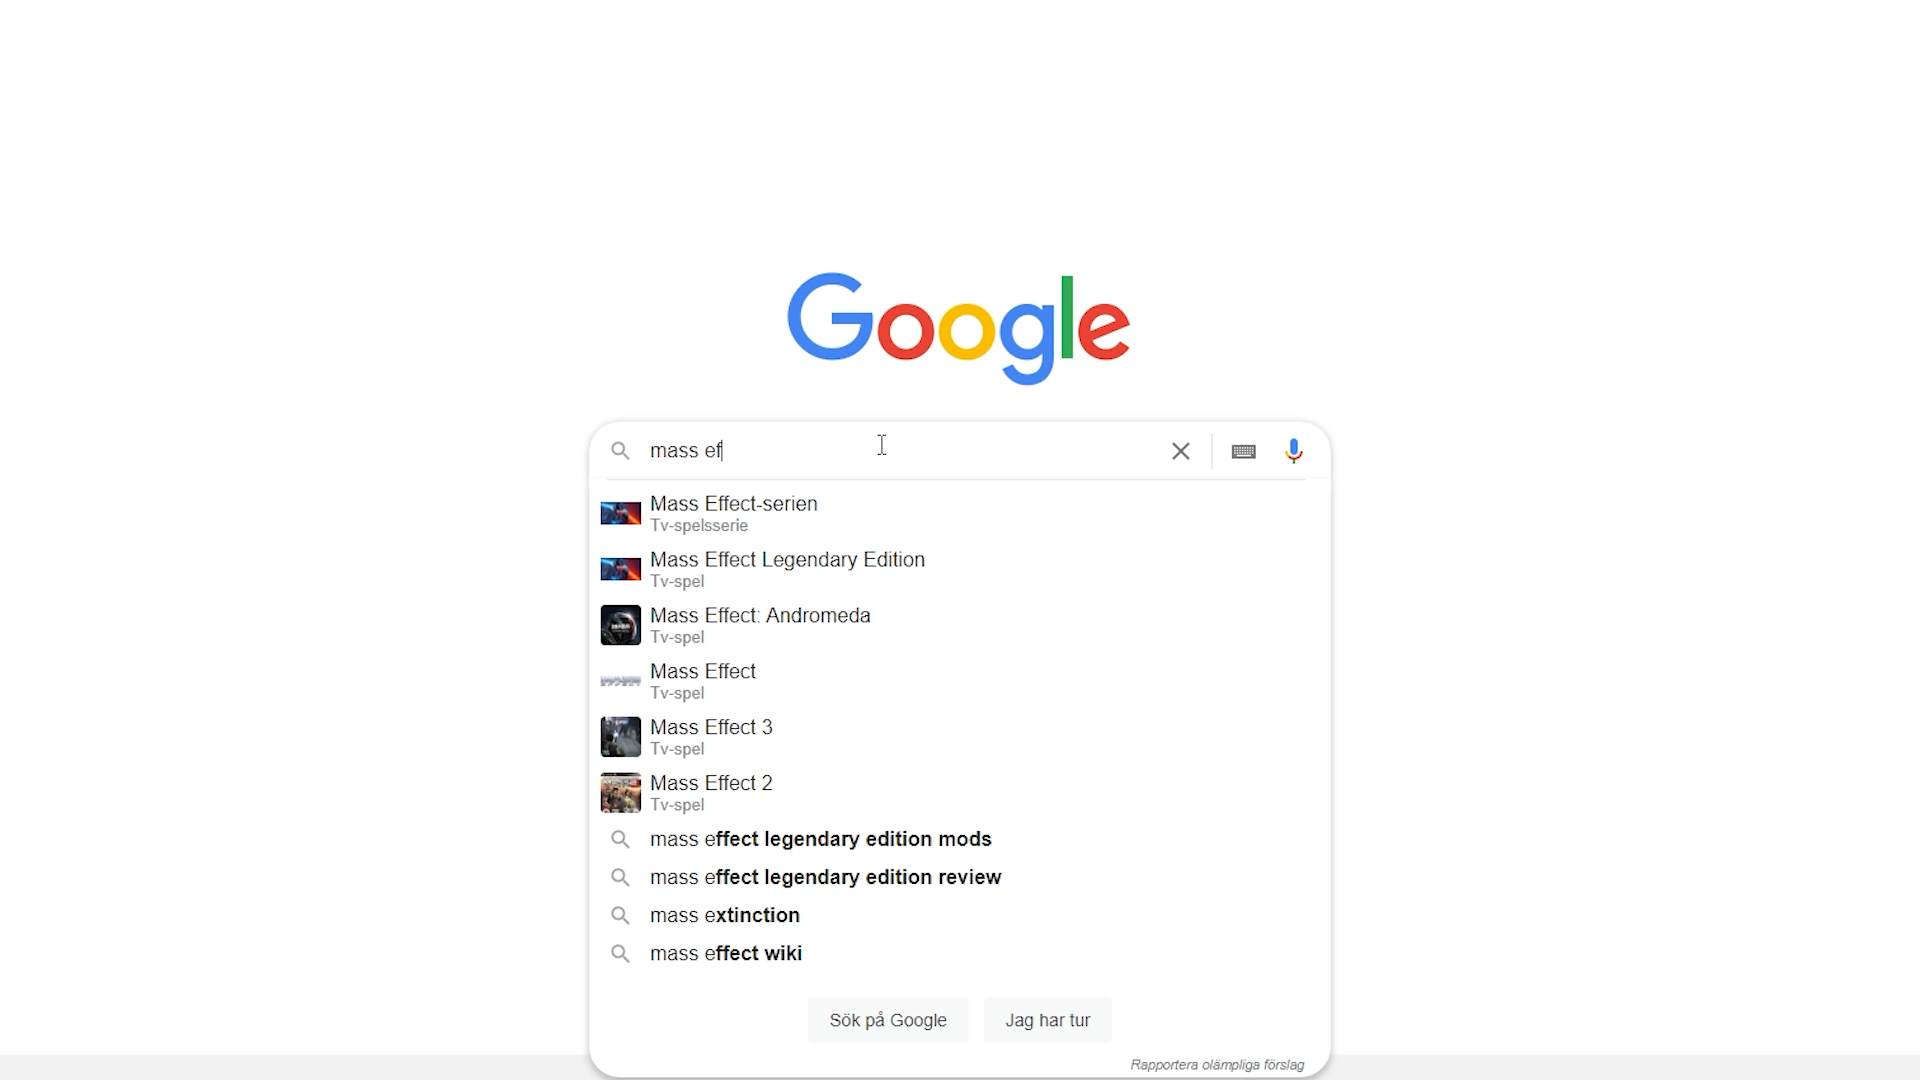 Google
mass ef
Mass Effect-serien
Tv-spelsserie
Mass Effect Legendary Edition
Tv-spel
Mass Effect: Andromeda
Tv-spel
Mass Effect
Tv-spel
Mass Effect 3
Tv-spel
Mass Effect 2
Tv-spel
mass effect legendary edition mods
mass effect legendary edition review
mass extinction
mass effect wiki
Sök på Google
Jag har tur
Rapportera olämpliga förslag